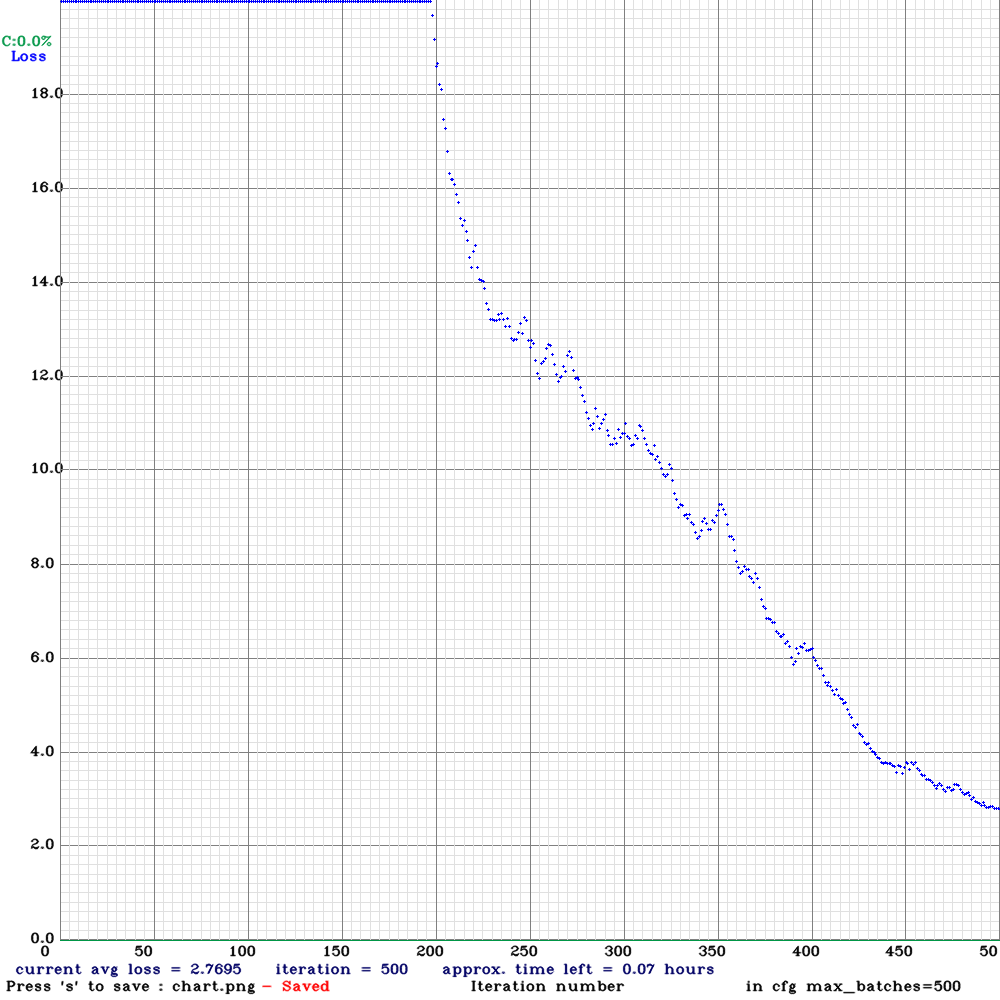 C:0.0%
Loss
18.0
16.0
14.0
12.0
10.0
8.0
6.0
4.0
2.0
0.0
0 50 100 150 200 250 300 350 400 450 50
current avg loss = 2.7695 iteration = 500 approx. time left = 0.07 hours
Press 's' to save : chart.png - Saved Iteration number in cfg max_batches=500